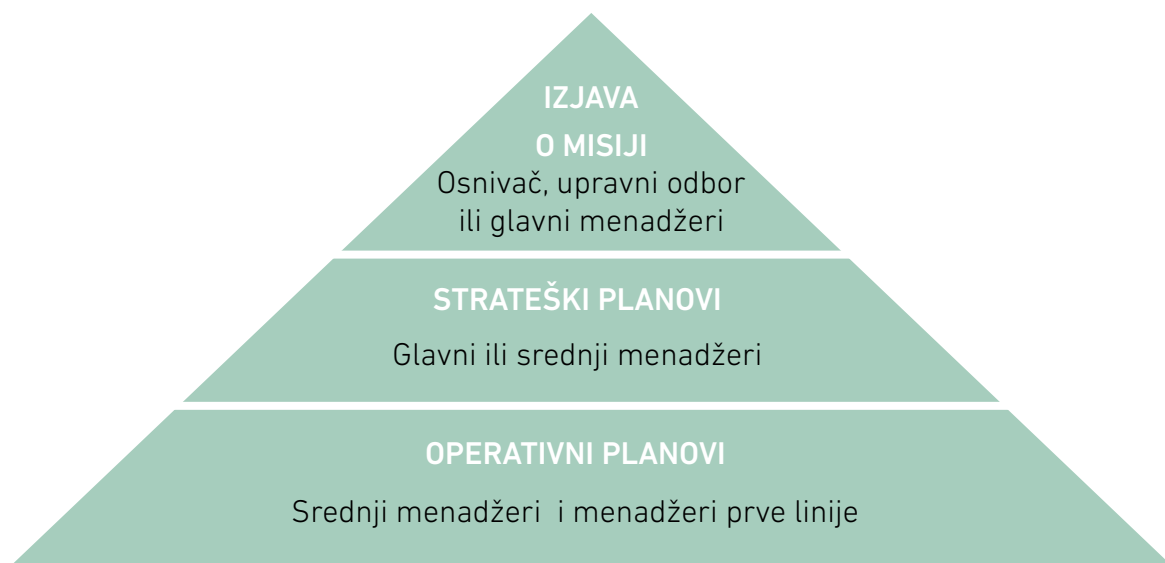 IZJAVA
O MISIJI
Osnivač, upravni odbor
ili glavni menadžeri
STRATEŠKI PLANOVI
Glavni ili srednji menadžeri
OPERATIVNI PLANOVI
Srednji menadžeri  i menadžeri prve linije